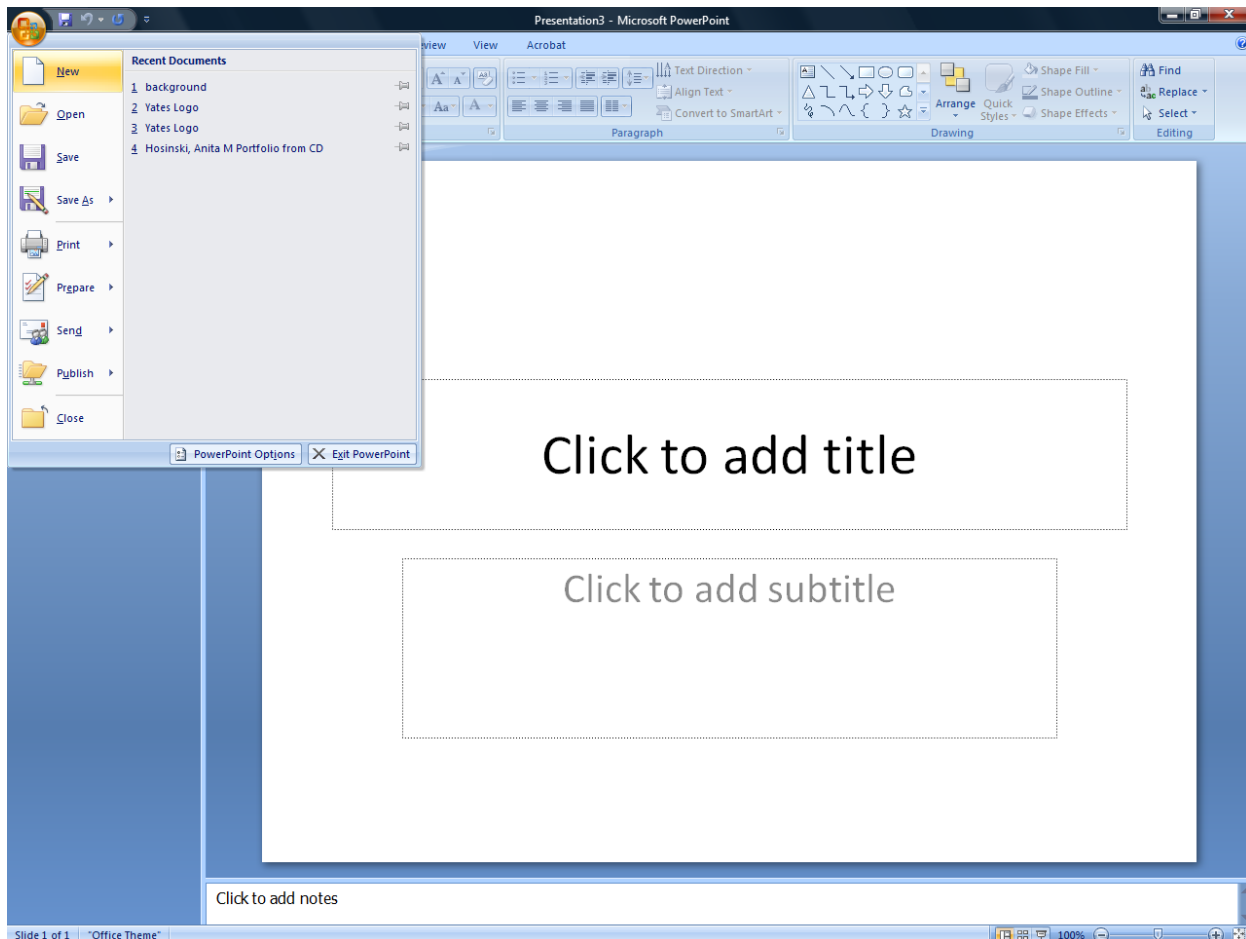 Presentation3 - Microsoft PowerPoint
view View Acrobat
New
Open
Save
Save As
Print
Prepare
Send
Publish
Close
Recent Documents
1 background
2 Yates Logo
3 Yates Logo
4 Hosinski, Anita M Portfolio from CD
PowerPoint Options
Exit PowerPoint
A A
Aa A
Text Direction
Align Text
Convert to SmartArt
Paragraph
Arrange
Quick
Styles
Shape Fill
Shape Outline
Shape Effects
Drawing
Find
Replace
Select
Editing
Click to add title
Click to add subtitle
Click to add notes
Slide 1 of 1 "Office Theme" 100%